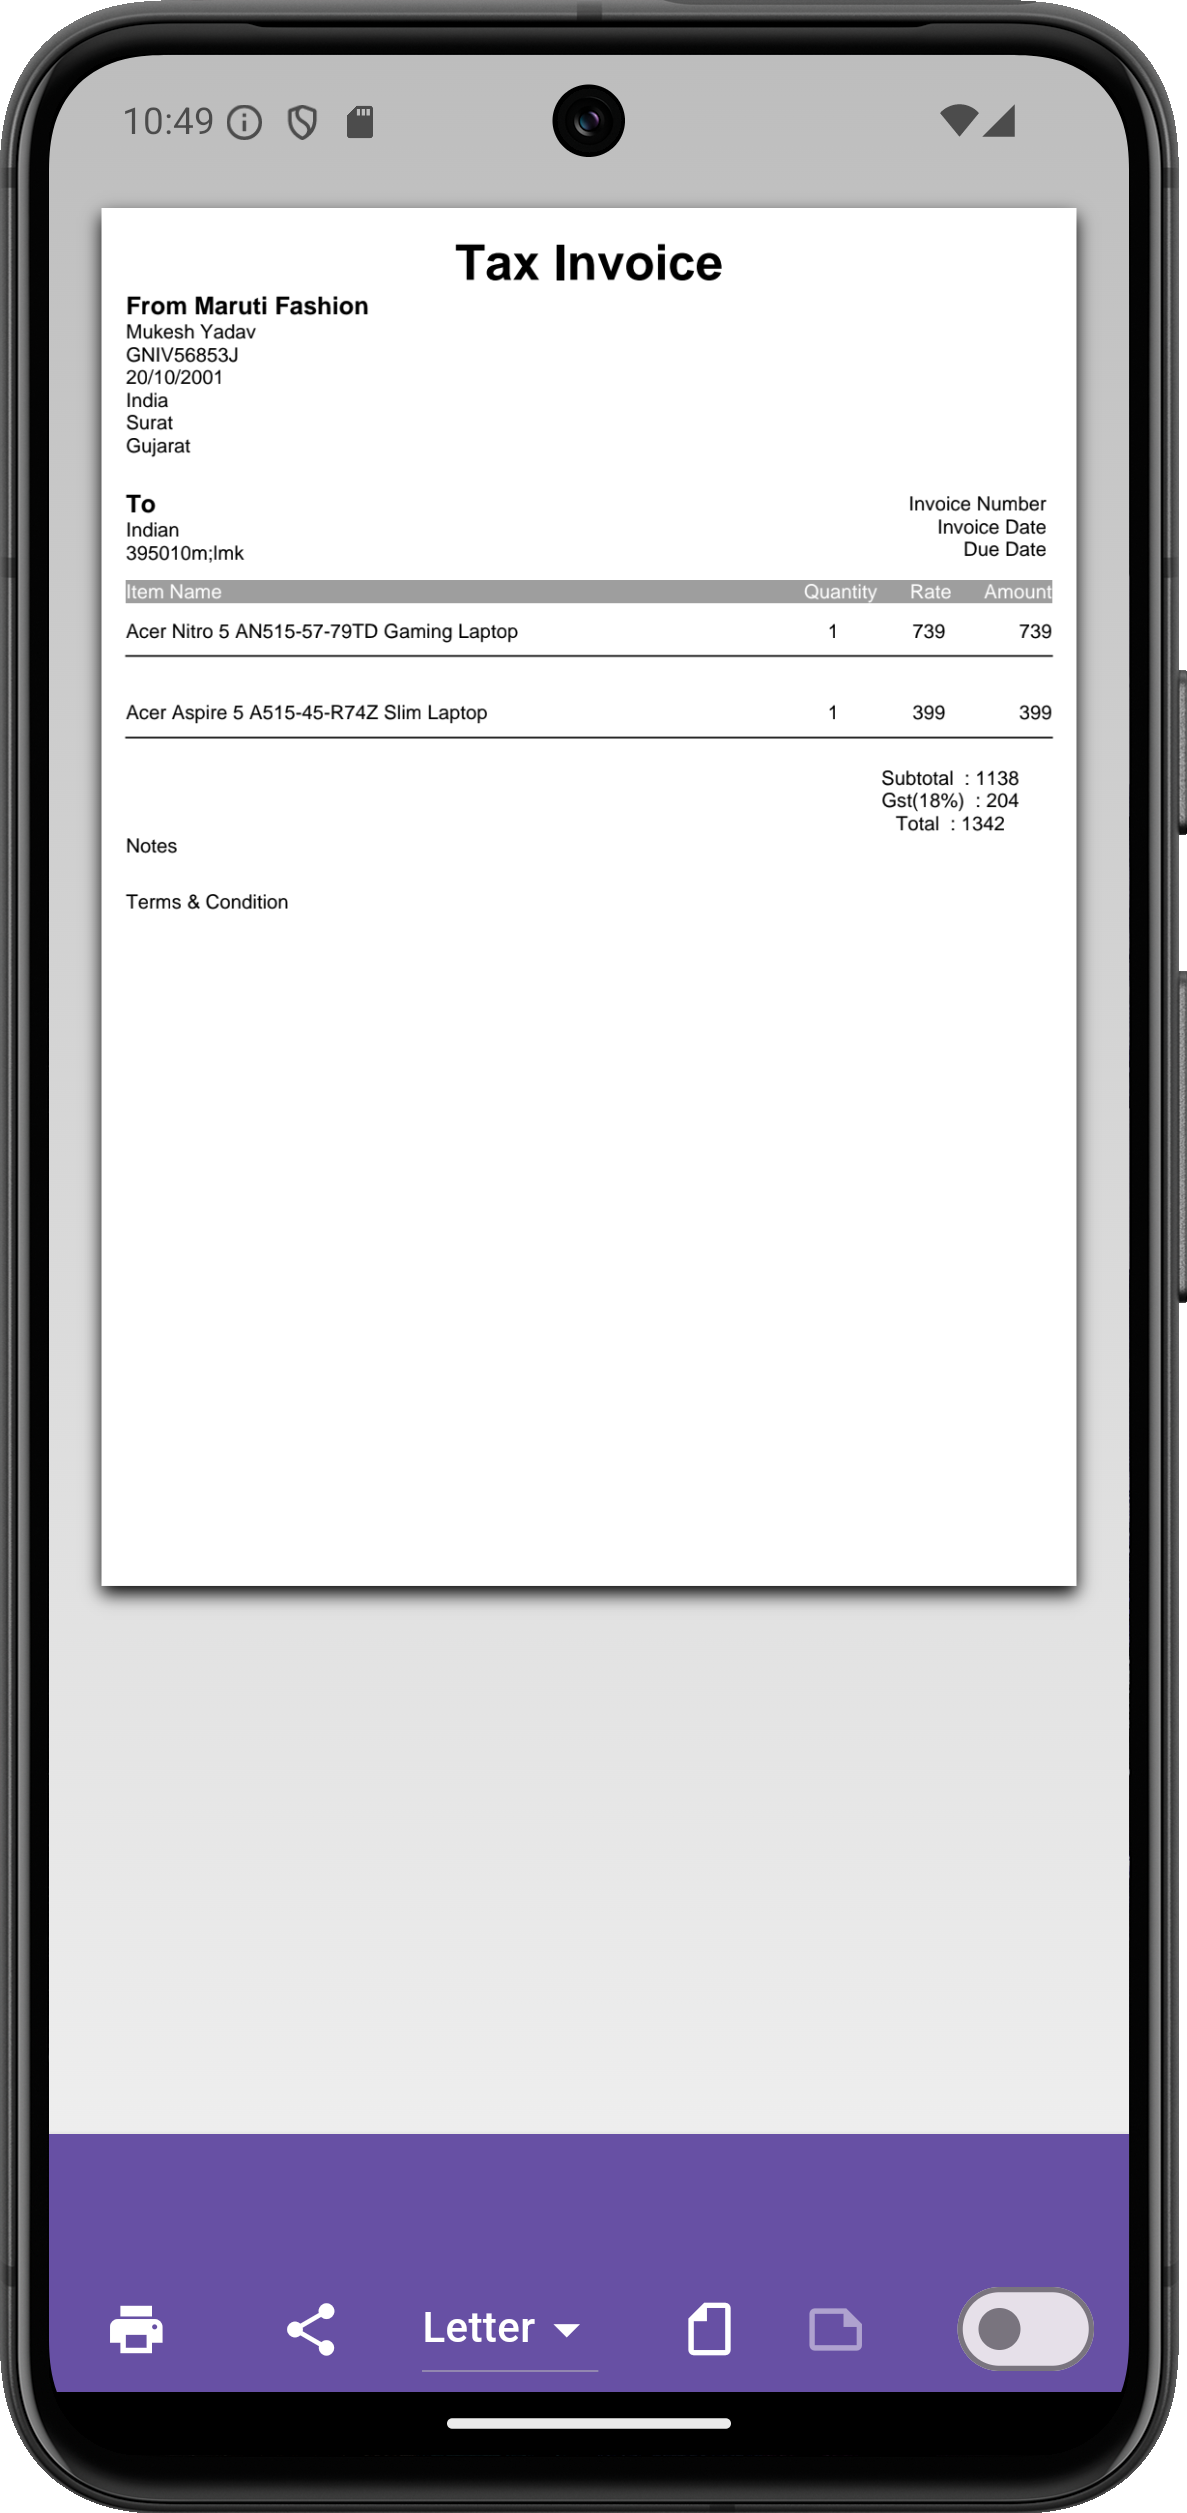 10:49
Tax Invoice
From Maruti Fashion
Mukesh Yadav
GNIV56853J
20/10/2001
India
Surat
Gujarat
To
Indian
395010m;lmk
Invoice Number
Invoice Date
Due Date
Item Name Quantity Rate Amount
Acer Nitro 5 AN515-57-79TD Gaming Laptop 1 739 739
Acer Aspire 5 A515-45-R74Z Slim Laptop 1 399 399
Subtotal : 1138
Gst(18%) : 204
Total : 1342
Notes
Terms & Condition
Letter